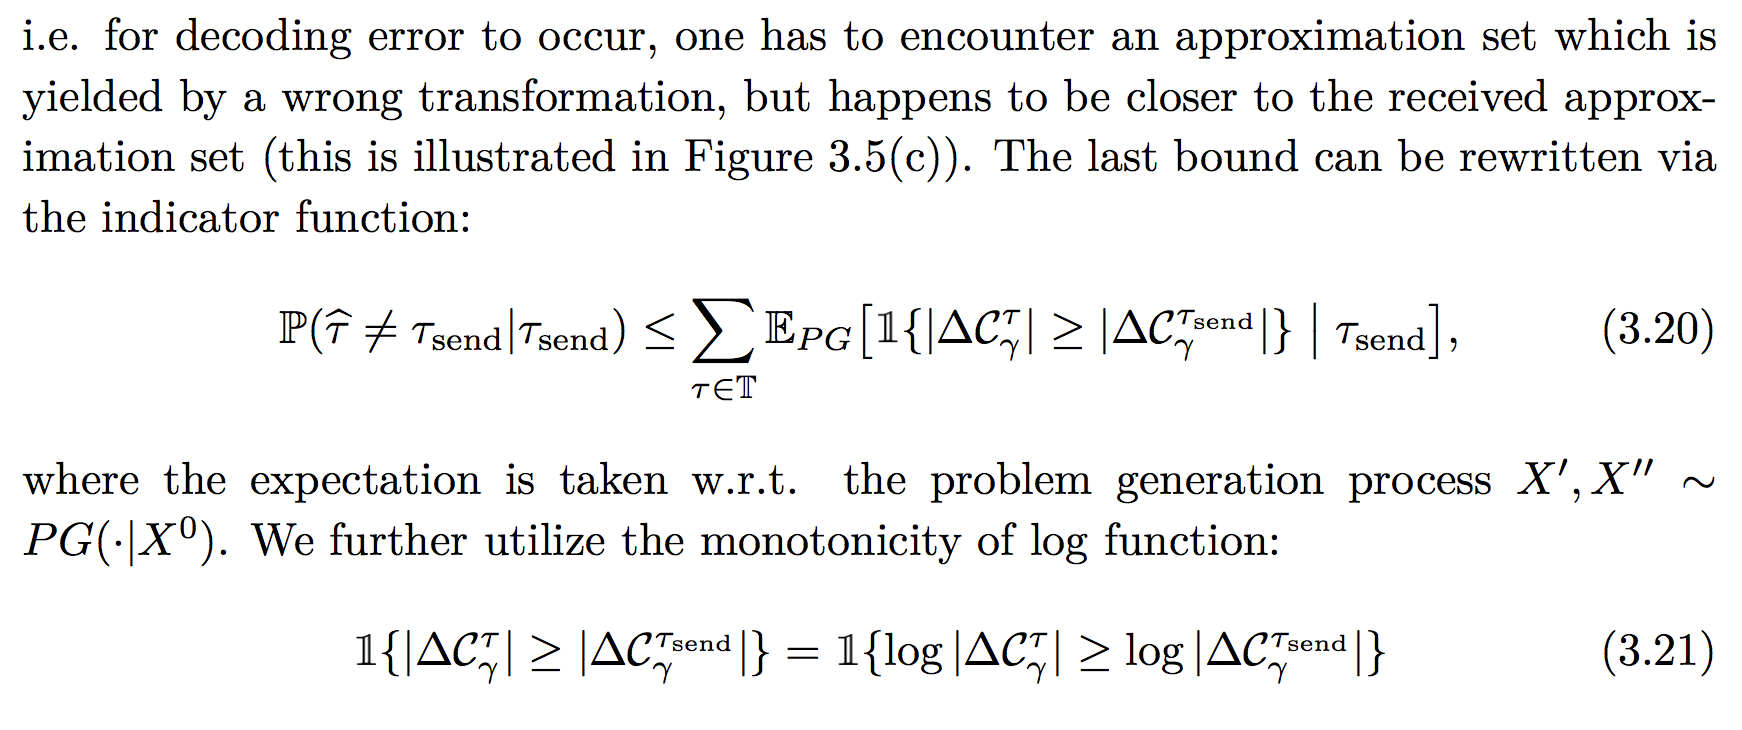 i.e. for decoding error to occur, one has to encounter an approximation set which is
yielded by a wrong transformation, but happens to be closer to the received approx-
imation set (this is illustrated in Figure 3.5(c)). The last bound can be rewritten via
the indicator function:
$$\mathbb{P}(\widehat{\tau} \neq \tau_{\text{send}}|\tau_{\text{send}}) \leq \sum_{\tau \in \mathbb{T}} \mathbb{E}_{PG}\big[\mathbb{1}\{|\Delta\mathcal{C}_\gamma^\tau| \geq |\Delta\mathcal{C}_\gamma^{\tau_{\text{send}}}|\} \,\big|\, \tau_{\text{send}}\big], \quad (3.20)$$
where the expectation is taken w.r.t. the problem generation process $X', X'' \sim$
$PG(\cdot|X^0)$. We further utilize the monotonicity of log function:
$$\mathbb{1}\{|\Delta\mathcal{C}_\gamma^\tau| \geq |\Delta\mathcal{C}_\gamma^{\tau_{\text{send}}}|\} = \mathbb{1}\{\log|\Delta\mathcal{C}_\gamma^\tau| \geq \log|\Delta\mathcal{C}_\gamma^{\tau_{\text{send}}}|\} \quad (3.21)$$